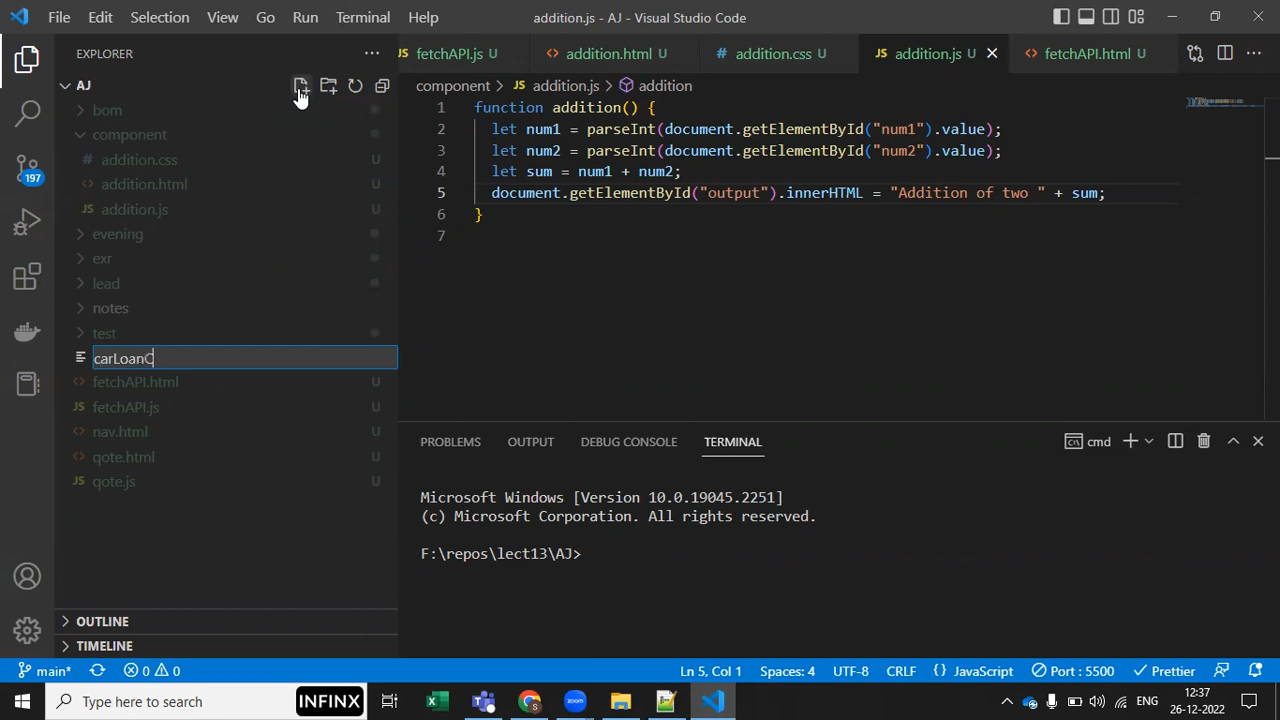 File Edit Selection View Go Run Terminal Help addition.js - AJ - Visual Studio Code
EXPLORER
AJ
bom
component
addition.css U
addition.html U
addition.js U
evening
exr
lead
notes
test
carLoanC
fetchAPI.html U
fetchAPI.js U
nav.html U
qote.html U
qote.js U
OUTLINE
TIMELINE
197
JS fetchAPI.js U <> addition.html U # addition.css U JS addition.js U <> fetchAPI.html U
component > JS addition.js > addition
1 function addition() {
2 let num1 = parseInt(document.getElementById("num1").value);
3 let num2 = parseInt(document.getElementById("num2").value);
4 let sum = num1 + num2;
5 document.getElementById("output").innerHTML = "Addition of two " + sum;
6 }
7
PROBLEMS OUTPUT DEBUG CONSOLE TERMINAL cmd
Microsoft Windows [Version 10.0.19045.2251]
(c) Microsoft Corporation. All rights reserved.
F:\repos\lect13\AJ>
main* 0 0 Ln 5, Col 1 Spaces: 4 UTF-8 CRLF {} JavaScript Port : 5500 Prettier
Type here to search INFINX zoom ENG 12:37
26-12-2022